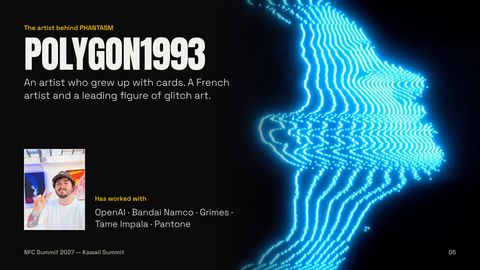 The artist behind PHANTASM
POLYGON1993
An artist who grew up with cards. A French
artist and a leading figure of glitch art.
Has worked with
OpenAI · Bandai Namco · Grimes ·
Tame Impala · Pantone
NFC Summit 2027 — Kawaii Summit
05